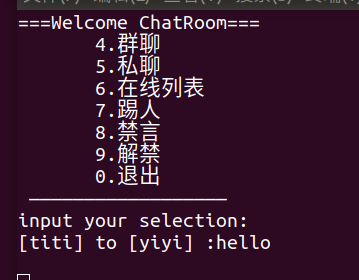 ===Welcome ChatRoom===
4.群聊
5.私聊
6.在线列表
7.踢人
8.禁言
9.解禁
0.退出
__________________
input your selection:
[titi] to [yiyi] :hello